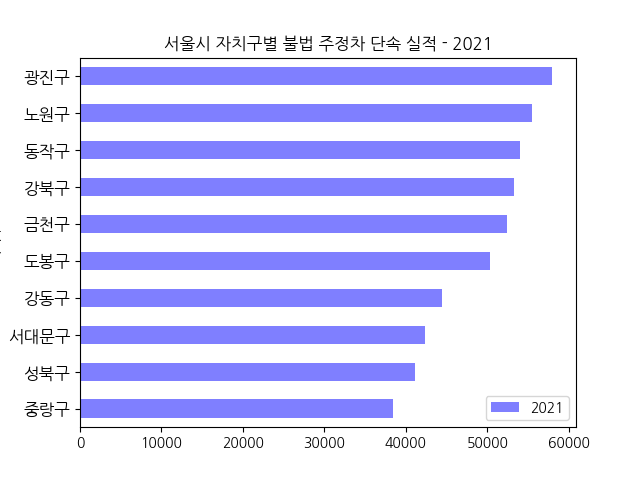 서울시 자치구별 불법 주정차 단속 실적 - 2021
광진구
노원구
동작구
강북구
금천구
도봉구
강동구
서대문구
성북구
중랑구
2021
0 10000 20000 30000 40000 50000 60000